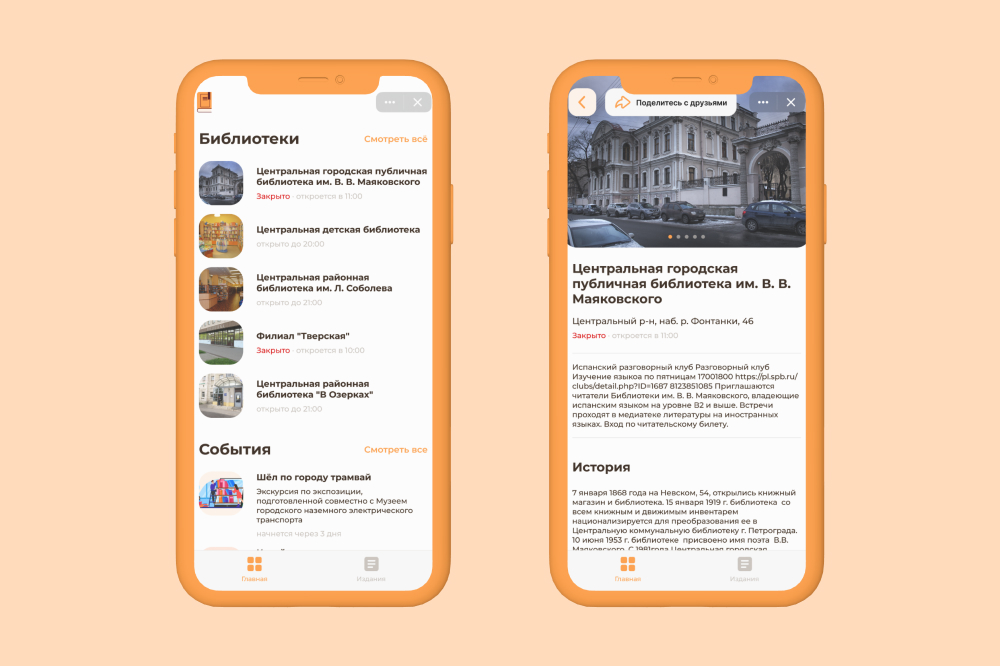 Библиотеки
Смотреть всё
Центральная городская публичная
библиотека им. В. В. Маяковского
Закрыто · откроется в 11:00
Центральная детская библиотека
открыто до 20:00
Центральная районная
библиотека им. Л. Соболева
открыто до 21:00
Филиал "Тверская"
Закрыто · откроется в 10:00
Центральная районная
библиотека "В Озерках"
открыто до 21:00
События
Смотреть все
Шёл по городу трамвай
Экскурсия по экспозиции,
подготовленной совместно с Музеем
городского наземного электрического
транспорта
начнется через 3 дня
Главная
Издания
Поделитесь с друзьями
Центральная городская
публичная библиотека им. В. В.
Маяковского
Центральный р-н, наб. р. Фонтанки, 46
Закрыто · откроется в 11:00
Испанский разговорный клуб Разговорный клуб
Изучение языкоа по пятницам 17001800 https://pl.spb.ru/
clubs/detail.php?ID=1687 8123851085 Приглашаются
читатели Библиотеки им. В. В. Маяковского, владеющие
испанским языком на уровне В2 и выше. Встречи
проходят в медиатеке литературы на иностранных
языках. Вход по читательскому билету.
История
7 января 1868 года на Невском, 54, открылись книжный
магазин и библиотека. 15 января 1919 г. библиотека со
всем книжным и движимым инвентарем
национализируется для преобразования ее в
Центральную коммунальную библиотеку г. Петрограда.
10 июня 1953 г. библиотеке присвоено имя поэта В.В.
Маяковского. С 1981года Центральная городская
Главная
Издания